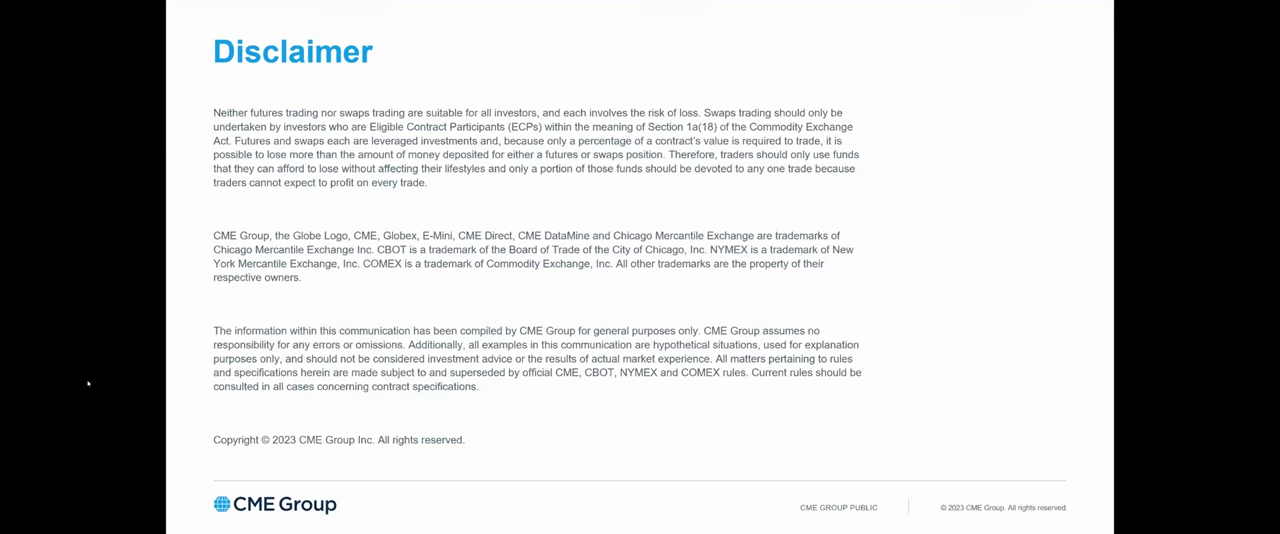 Disclaimer
Neither futures trading nor swaps trading are suitable for all investors, and each involves the risk of loss. Swaps trading should only be
undertaken by investors who are Eligible Contract Participants (ECPs) within the meaning of Section 1a(18) of the Commodity Exchange
Act. Futures and swaps each are leveraged investments and, because only a percentage of a contract's value is required to trade, it is
possible to lose more than the amount of money deposited for either a futures or swaps position. Therefore, traders should only use funds
that they can afford to lose without affecting their lifestyles and only a portion of those funds should be devoted to any one trade because
traders cannot expect to profit on every trade.
CME Group, the Globe Logo, CME, Globex, E-Mini, CME Direct, CME DataMine and Chicago Mercantile Exchange are trademarks of
Chicago Mercantile Exchange Inc. CBOT is a trademark of the Board of Trade of the City of Chicago, Inc. NYMEX is a trademark of New
York Mercantile Exchange, Inc. COMEX is a trademark of Commodity Exchange, Inc. All other trademarks are the property of their
respective owners.
The information within this communication has been compiled by CME Group for general purposes only. CME Group assumes no
responsibility for any errors or omissions. Additionally, all examples in this communication are hypothetical situations, used for explanation
purposes only, and should not be considered investment advice or the results of actual market experience. All matters pertaining to rules
and specifications herein are made subject to and superseded by official CME, CBOT, NYMEX and COMEX rules. Current rules should be
consulted in all cases concerning contract specifications.
Copyright © 2023 CME Group Inc. All rights reserved.
CME Group
CME GROUP PUBLIC
© 2023 CME Group. All rights reserved.